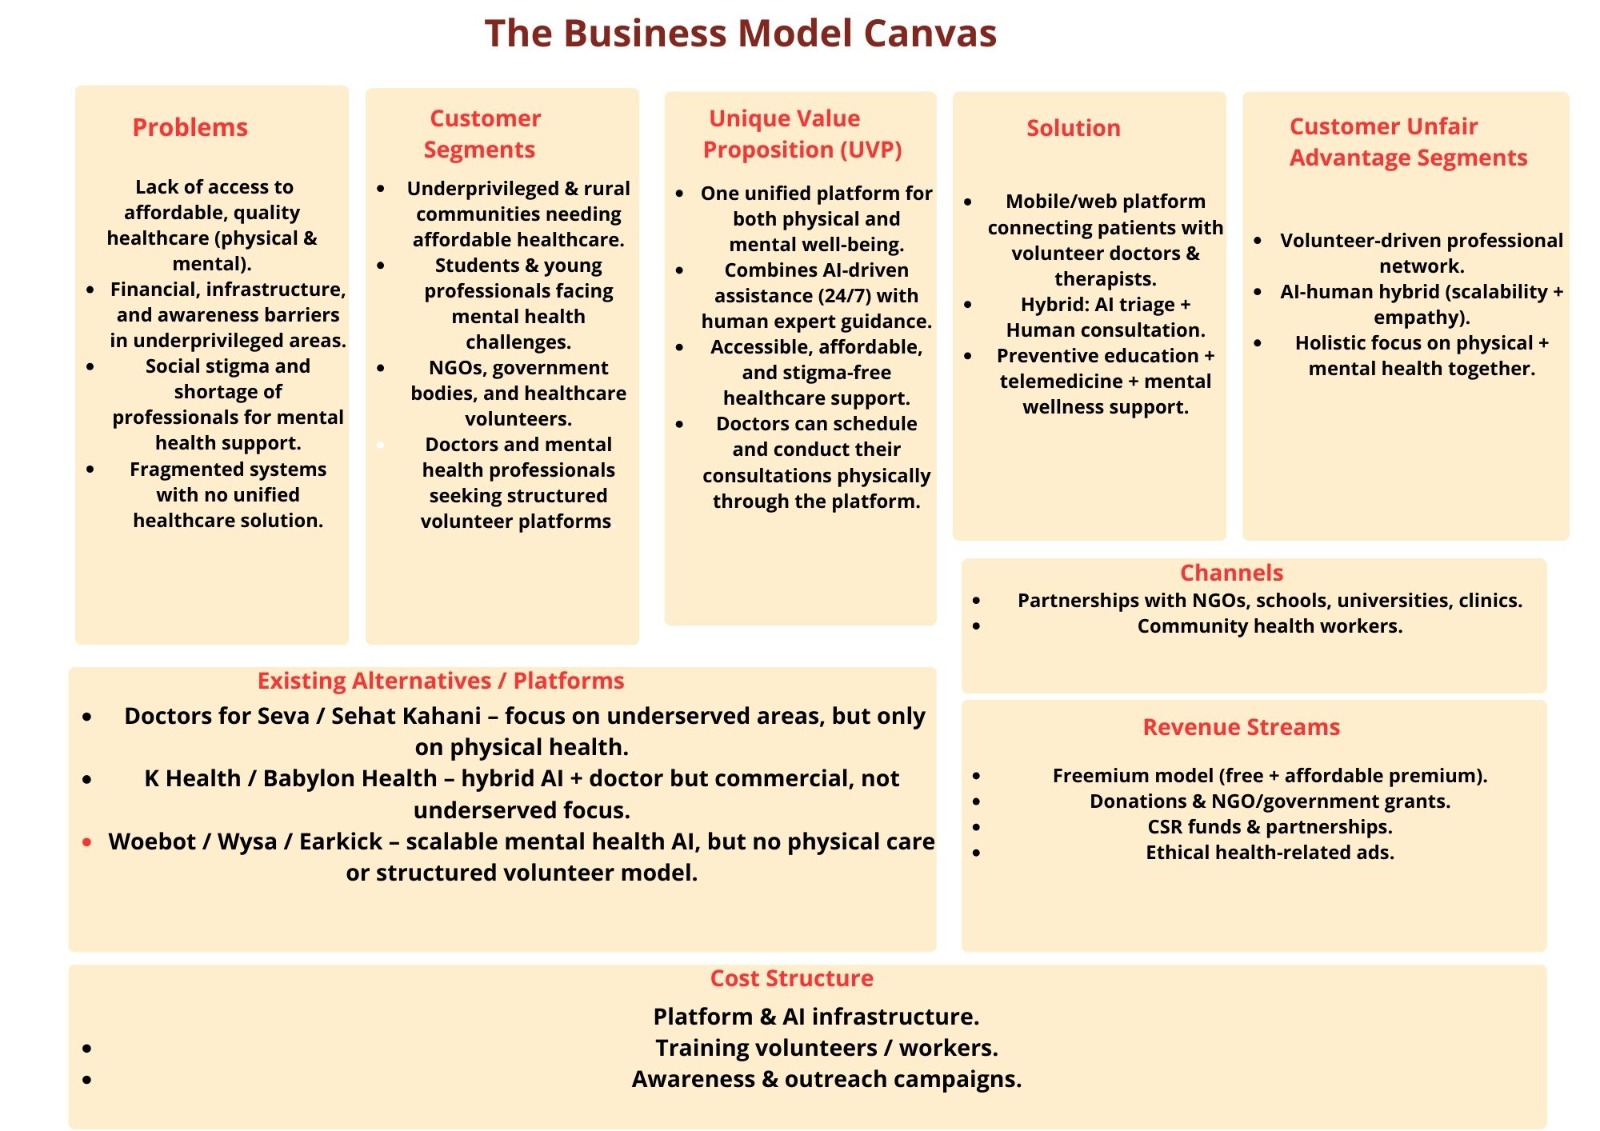 The Business Model Canvas
Problems
Lack of access to
affordable, quality
healthcare (physical &
mental).
• Financial, infrastructure,
and awareness barriers
in underprivileged areas.
• Social stigma and
shortage of
professionals for mental
health support.
• Fragmented systems
with no unified
healthcare solution.
Customer
Segments
• Underprivileged & rural
communities needing
affordable healthcare.
• Students & young
professionals facing
mental health
challenges.
• NGOs, government
bodies, and healthcare
volunteers.
• Doctors and mental
health professionals
seeking structured
volunteer platforms
Unique Value
Proposition (UVP)
• One unified platform for
both physical and
mental well-being.
• Combines AI-driven
assistance (24/7) with
human expert guidance.
• Accessible, affordable,
and stigma-free
healthcare support.
• Doctors can schedule
and conduct their
consultations physically
through the platform.
Solution
• Mobile/web platform
connecting patients with
volunteer doctors &
therapists.
• Hybrid: AI triage +
Human consultation.
• Preventive education +
telemedicine + mental
wellness support.
Customer Unfair
Advantage Segments
• Volunteer-driven professional
network.
• AI-human hybrid (scalability +
empathy).
• Holistic focus on physical +
mental health together.
Channels
• Partnerships with NGOs, schools, universities, clinics.
• Community health workers.
Existing Alternatives / Platforms
• Doctors for Seva / Sehat Kahani – focus on underserved areas, but only
on physical health.
• K Health / Babylon Health – hybrid AI + doctor but commercial, not
underserved focus.
• Woebot / Wysa / Earkick – scalable mental health AI, but no physical care
or structured volunteer model.
Revenue Streams
• Freemium model (free + affordable premium).
• Donations & NGO/government grants.
• CSR funds & partnerships.
• Ethical health-related ads.
Cost Structure
Platform & AI infrastructure.
• Training volunteers / workers.
• Awareness & outreach campaigns.